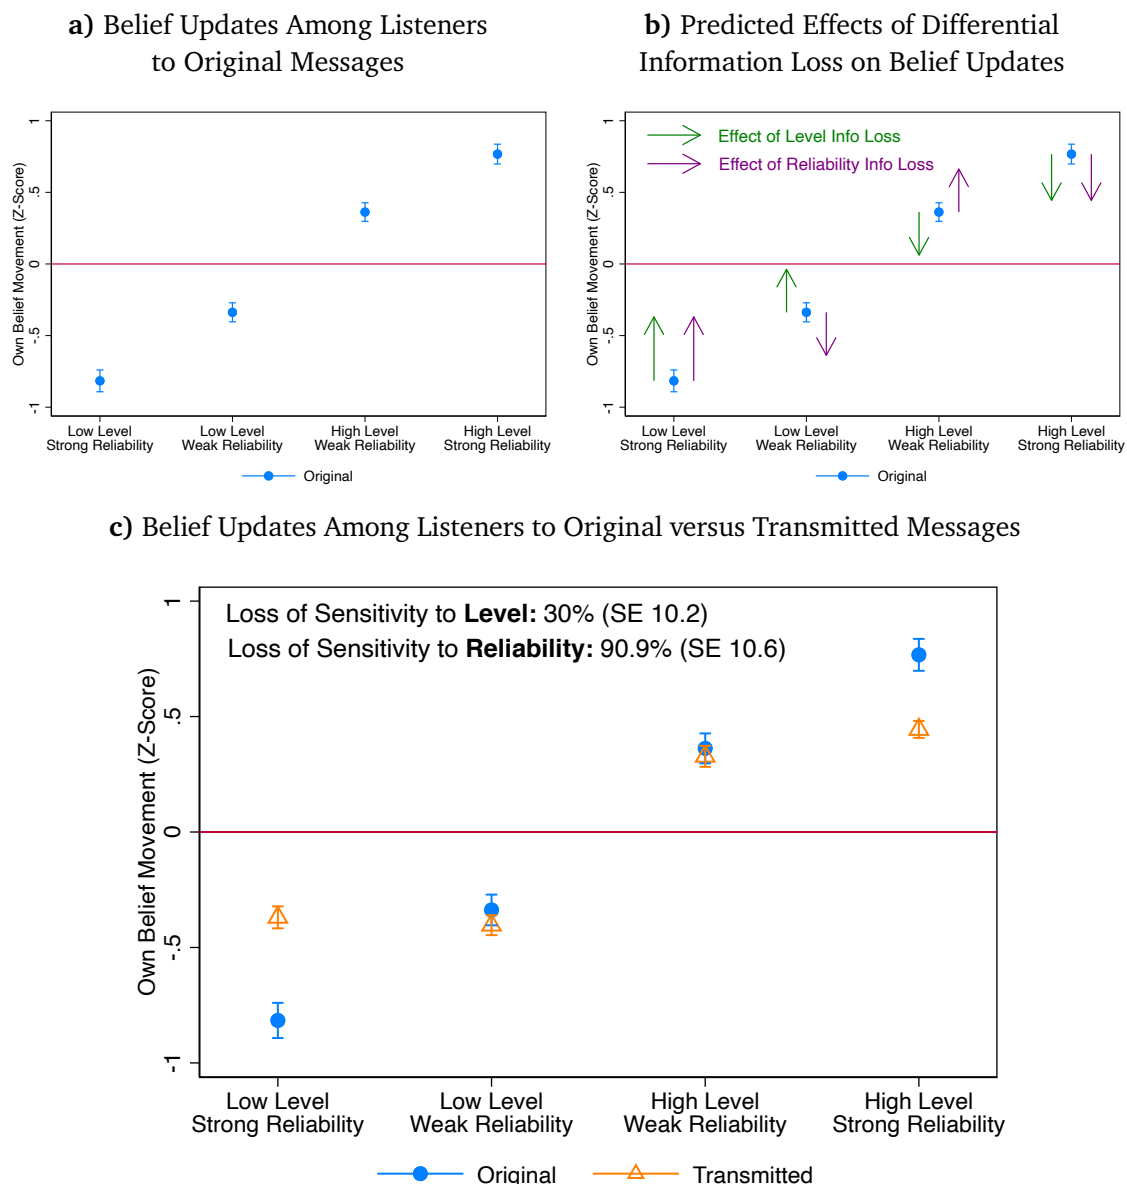 a) Belief Updates Among Listeners
to Original Messages
Own Belief Movement (Z-Score)
1
.5
0
-.5
-1
Low Level
Strong Reliability
Low Level
Weak Reliability
High Level
Weak Reliability
High Level
Strong Reliability
Original
b) Predicted Effects of Differential
Information Loss on Belief Updates
Own Belief Movement (Z-Score)
1
.5
0
-.5
-1
Effect of Level Info Loss
Effect of Reliability Info Loss
Low Level
Strong Reliability
Low Level
Weak Reliability
High Level
Weak Reliability
High Level
Strong Reliability
Original
c) Belief Updates Among Listeners to Original versus Transmitted Messages
Own Belief Movement (Z-Score)
1
.5
0
-.5
-1
Loss of Sensitivity to Level: 30% (SE 10.2)
Loss of Sensitivity to Reliability: 90.9% (SE 10.6)
Low Level
Strong Reliability
Low Level
Weak Reliability
High Level
Weak Reliability
High Level
Strong Reliability
Original
Transmitted